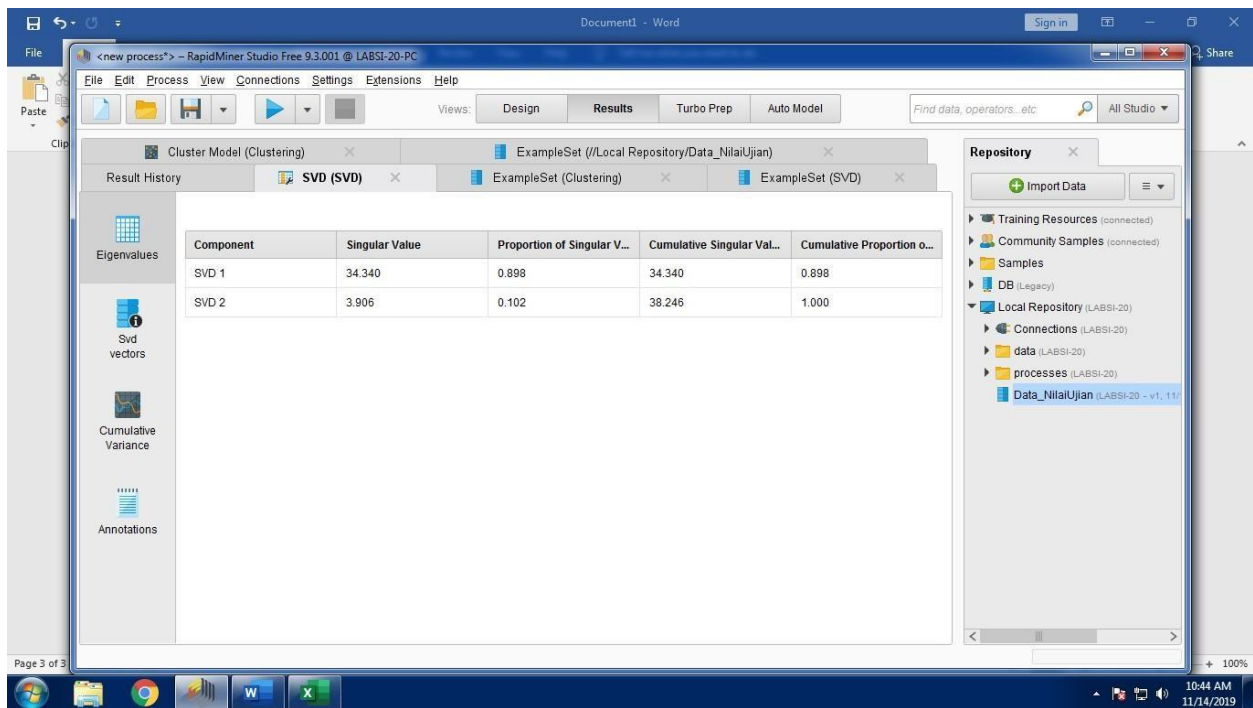 Document1 - Word
Sign in
File
Share
<new process*> – RapidMiner Studio Free 9.3.001 @ LABSI-20-PC
File Edit Process View Connections Settings Extensions Help
Paste
Clip
Views: Design Results Turbo Prep Auto Model
Find data, operators...etc
All Studio
Cluster Model (Clustering)
ExampleSet (//Local Repository/Data_NilaiUjian)
Result History
SVD (SVD)
ExampleSet (Clustering)
ExampleSet (SVD)
Eigenvalues
Svd
vectors
Cumulative
Variance
Annotations
Component Singular Value Proportion of Singular V... Cumulative Singular Val... Cumulative Proportion o...
SVD 1 34.340 0.898 34.340 0.898
SVD 2 3.906 0.102 38.246 1.000
Repository
Import Data
Training Resources (connected)
Community Samples (connected)
Samples
DB (Legacy)
Local Repository (LABSI-20)
Connections (LABSI-20)
data (LABSI-20)
processes (LABSI-20)
Data_NilaiUjian (LABSI-20 - v1, 11/
Page 3 of 3
100%
10:44 AM
11/14/2019